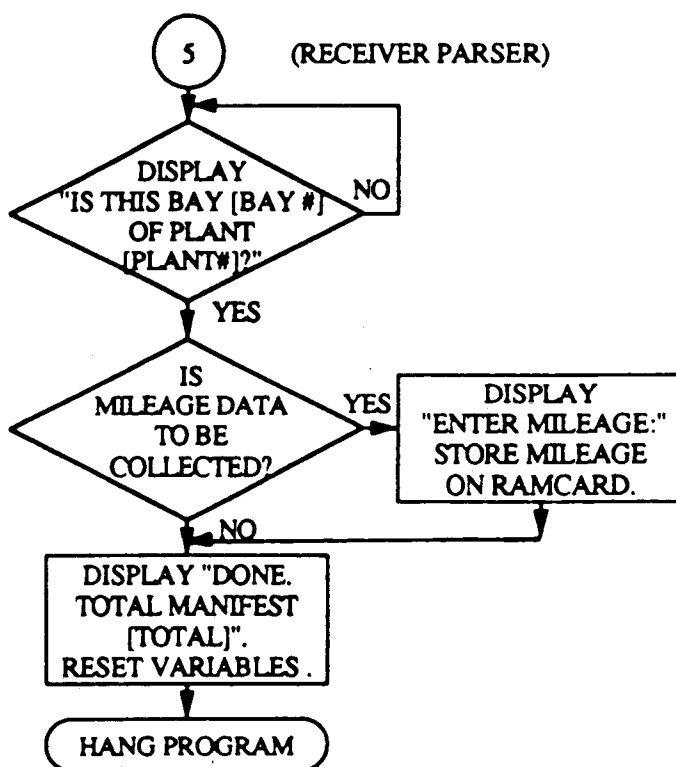 5
(RECEIVER PARSER)
DISPLAY
"IS THIS BAY [BAY #]
OF PLANT
[PLANT#]?"
NO
YES
IS
MILEAGE DATA
TO BE
COLLECTED?
YES
DISPLAY
"ENTER MILEAGE:"
STORE MILEAGE
ON RAMCARD.
NO
DISPLAY "DONE.
TOTAL MANIFEST
[TOTAL]".
RESET VARIABLES .
HANG PROGRAM